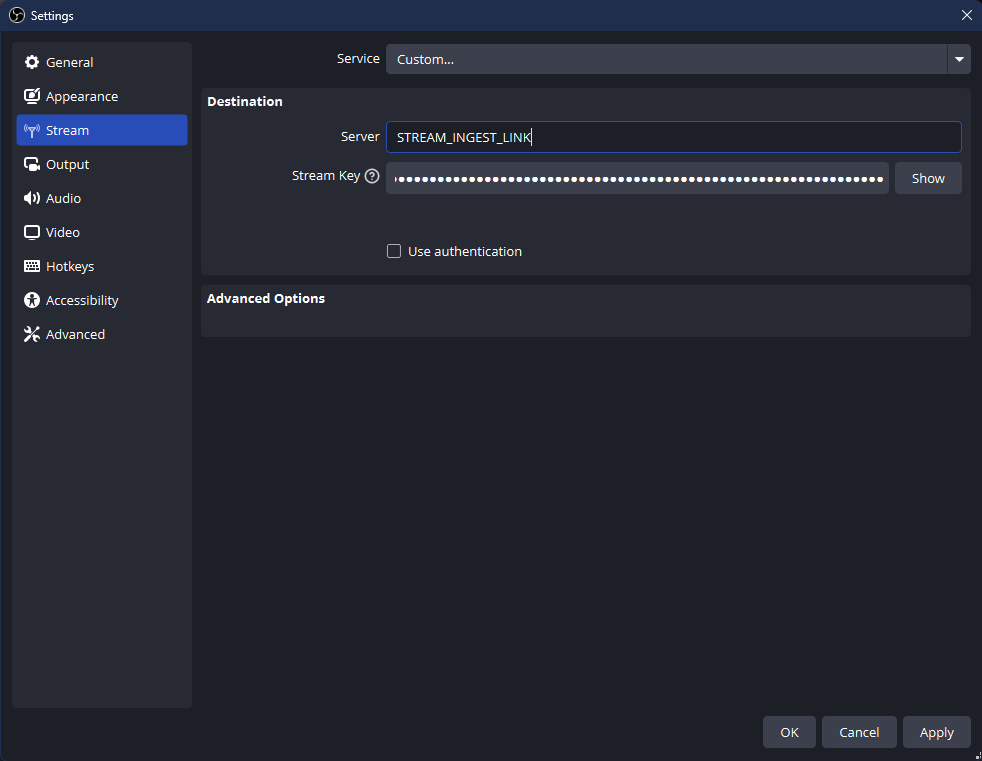 Settings
General
Appearance
Stream
Output
Audio
Video
Hotkeys
Accessibility
Advanced
Service
Custom...
Destination
Server
STREAM_INGEST_LINK
Stream Key
Show
Use authentication
Advanced Options
OK
Cancel
Apply